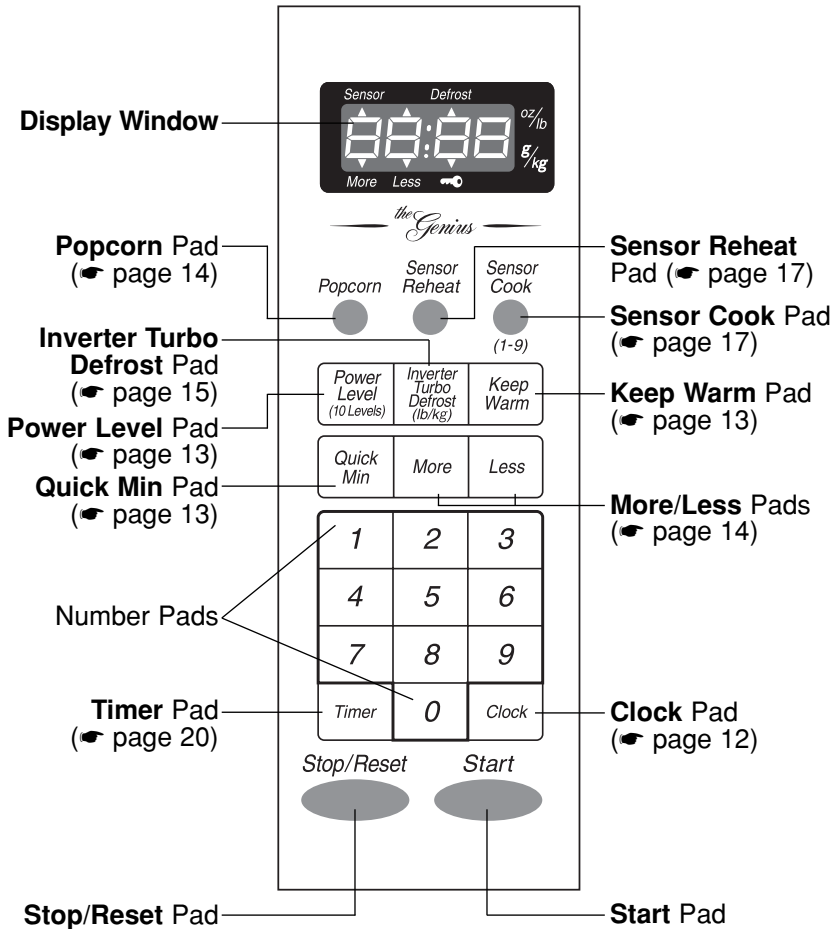 Sensor Defrost
Display Window
88:88
oz/lb
g/kg
More Less
the Genius
Popcorn Pad
(☛ page 14)
Popcorn
Sensor
Reheat
Sensor
Cook
(1-9)
Sensor Reheat
Pad (☛ page 17)
Sensor Cook Pad
(☛ page 17)
Inverter Turbo
Defrost Pad
(☛ page 15)
Power
Level
(10 Levels)
Inverter
Turbo
Defrost
(lb/kg)
Keep
Warm
Keep Warm Pad
(☛ page 13)
Power Level Pad
(☛ page 13)
Quick Min Pad
(☛ page 13)
Quick
Min
More
Less
More/Less Pads
(☛ page 14)
1 2 3
4 5 6
Number Pads
7 8 9
Timer Pad
(☛ page 20)
Timer 0 Clock
Clock Pad
(☛ page 12)
Stop/Reset Start
Stop/Reset Pad
Start Pad